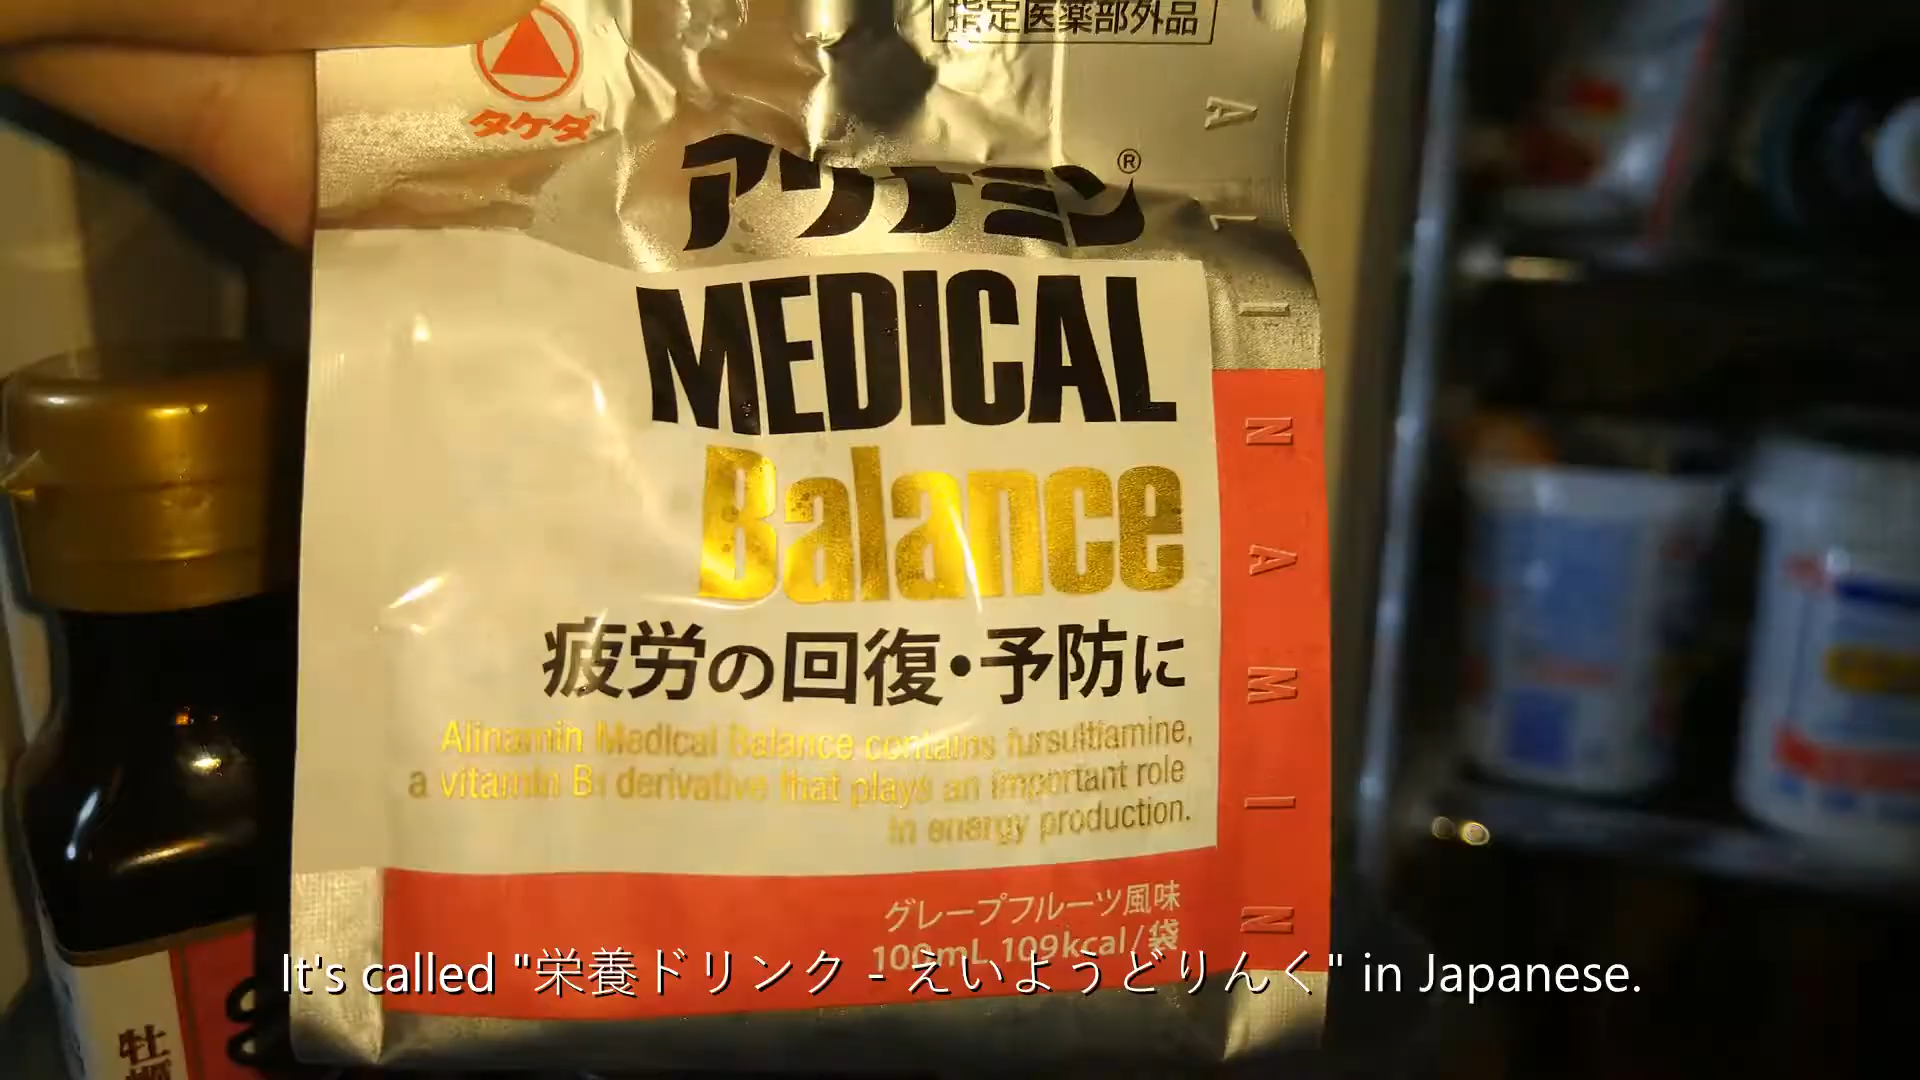 指定医薬部外品
タケダ
アリナミン®
MEDICAL
Balance
疲労の回復・予防に
Alinamin Medical Balance contains fursultiamine,
a vitamin B1 derivative that plays an important role
in energy production.
グレープフルーツ風味
100mL 109kcal/袋
ALINAMIN
牡蠣
It's called "栄養ドリンク - えいようどりんく" in Japanese.